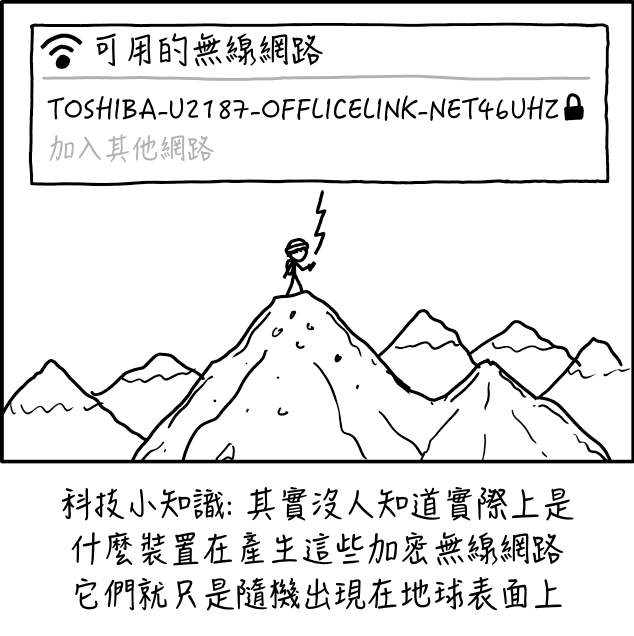 可用的無線網路
TOSHIBA-U2187-OFFLICELINK-NET46UHZ
加入其他網路
科技小知識: 其實沒人知道實際上是
什麼裝置在產生這些加密無線網路
它們就只是隨機出現在地球表面上